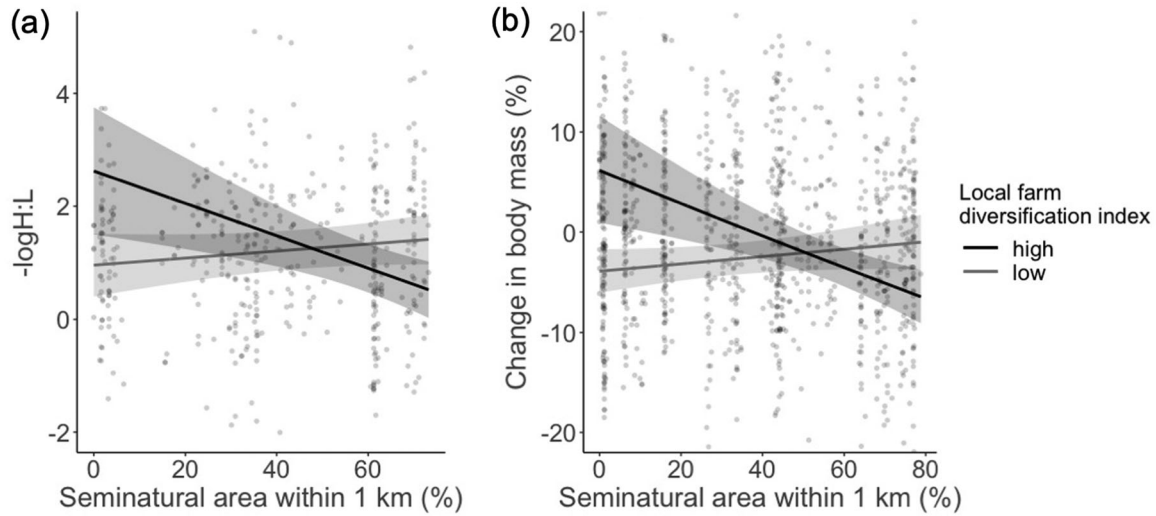 (a)
-logH:L
4
2
0
-2
0
20
40
60
Seminatural area within 1 km (%)
(b)
Change in body mass (%)
20
10
0
-10
-20
0
20
40
60
80
Seminatural area within 1 km (%)
Local farm
diversification index
high
low